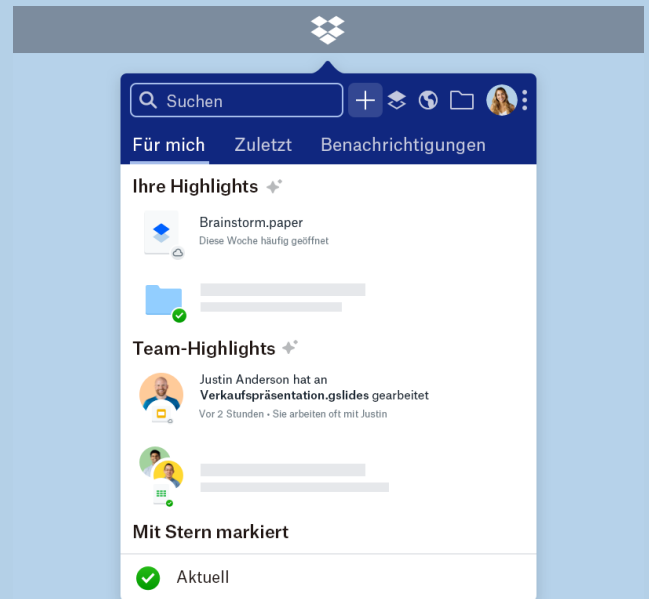 Suchen
Für mich Zuletzt Benachrichtigungen
Ihre Highlights
Brainstorm.paper
Diese Woche häufig geöffnet
Team-Highlights
Justin Anderson hat an
Verkaufspräsentation.gslides gearbeitet
Vor 2 Stunden • Sie arbeiten oft mit Justin
Mit Stern markiert
Aktuell